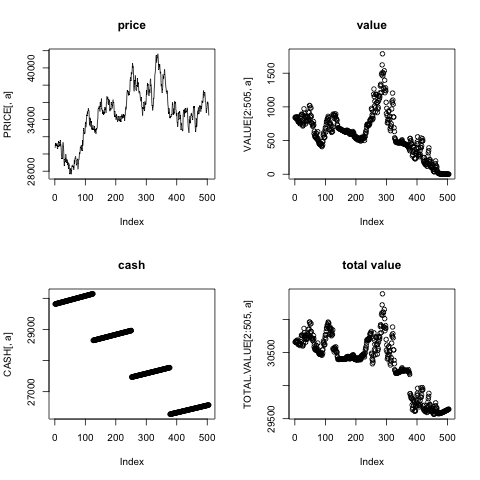 price
PRICE[, a]
28000 34000 40000
0 100 200 300 400 500
Index
value
VALUE[2:505, a]
0 500 1000 1500
0 100 200 300 400 500
Index
cash
CASH[, a]
27000 29000
0 100 200 300 400 500
Index
total value
TOTAL.VALUE[2:505, a]
29500 30500
0 100 200 300 400 500
Index